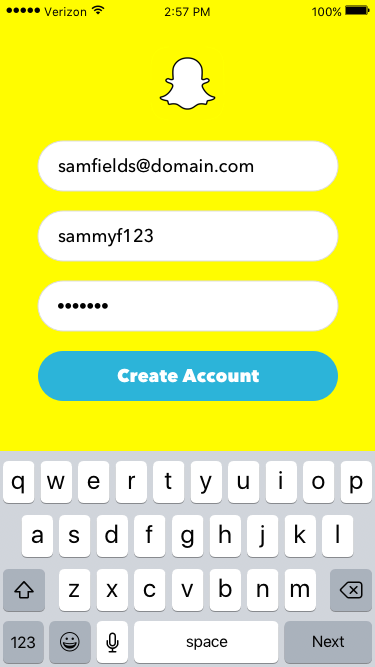 ●●●●● Verizon 2:57 PM 100%
samfields@domain.com
sammyf123
•••••••
Create Account
q w e r t y u i o p
a s d f g h j k l
z x c v b n m
123 space Next